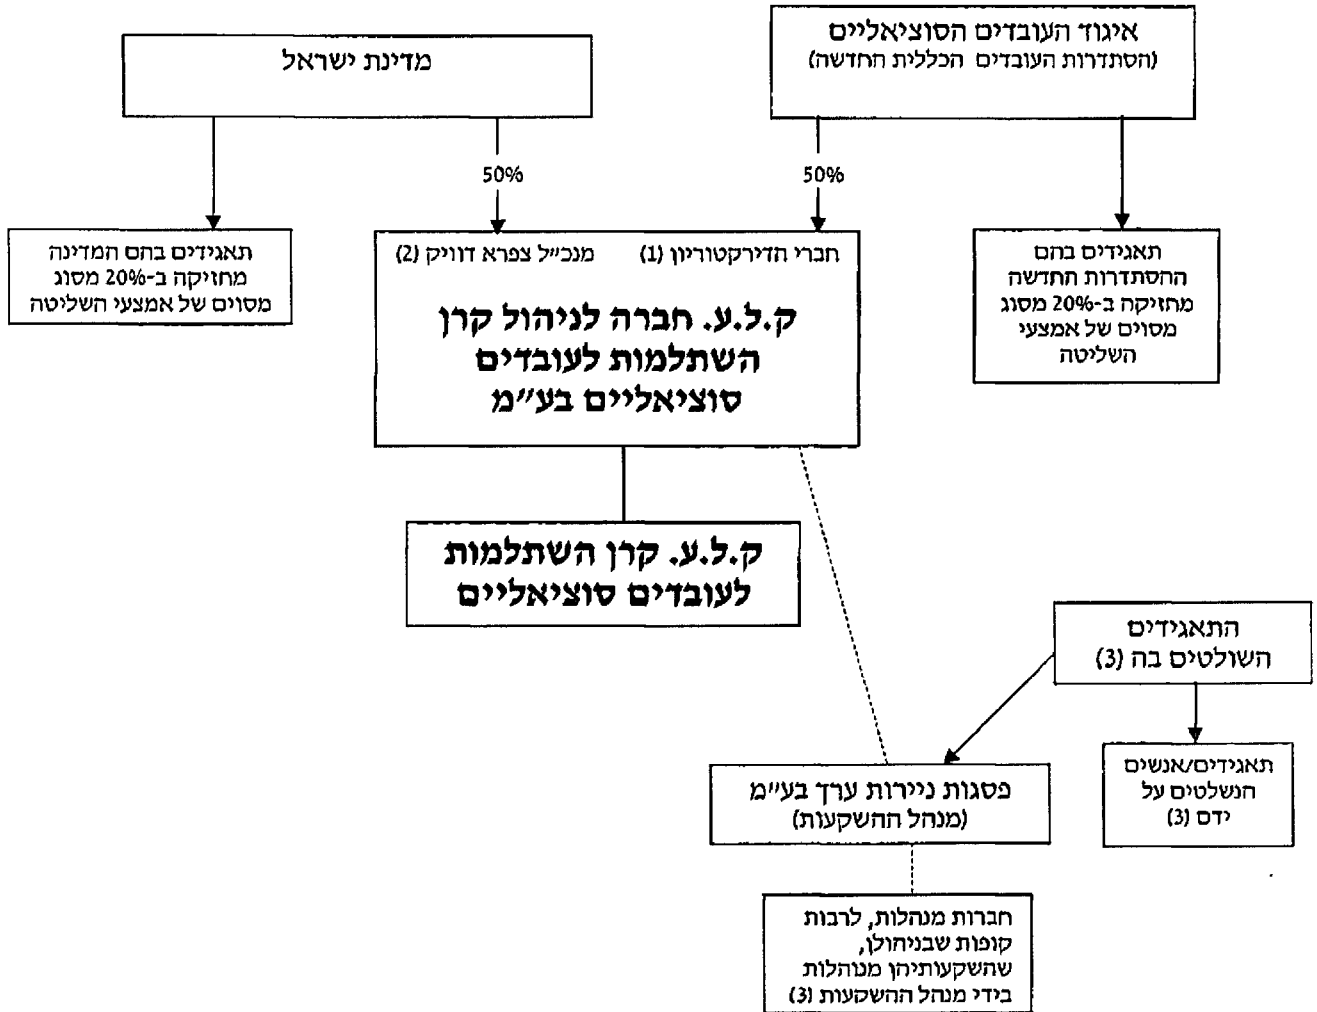 איגוד העובדים הסוציאליים
(הסתדרות העובדים הכללית החדשה)
מדינת ישראל
50%
50%
תאגידים בהם
ההסתדרות החדשה
מחזיקה ב-20% מסוג
מסוים של אמצעי
השליטה
חברי הדירקטוריון (1)
מנכ"ל צפרא דוויק (2)
ק.ל.ע. חברה לניהול קרן
השתלמות לעובדים
סוציאליים בע"מ
תאגידים בהם המדינה
מחזיקה ב-20% מסוג
מסוים של אמצעי השליטה
ק.ל.ע. קרן השתלמות
לעובדים סוציאליים
התאגידים
השולטים בה (3)
תאגידים/אנשים
הנשלטים על
ידם (3)
פסגות ניירות ערך בע"מ
(מנהל ההשקעות)
חברות מנהלות, לרבות
קופות שבניהולן,
שהשקעותיהן מנוהלות
בידי מנהל ההשקעות (3)